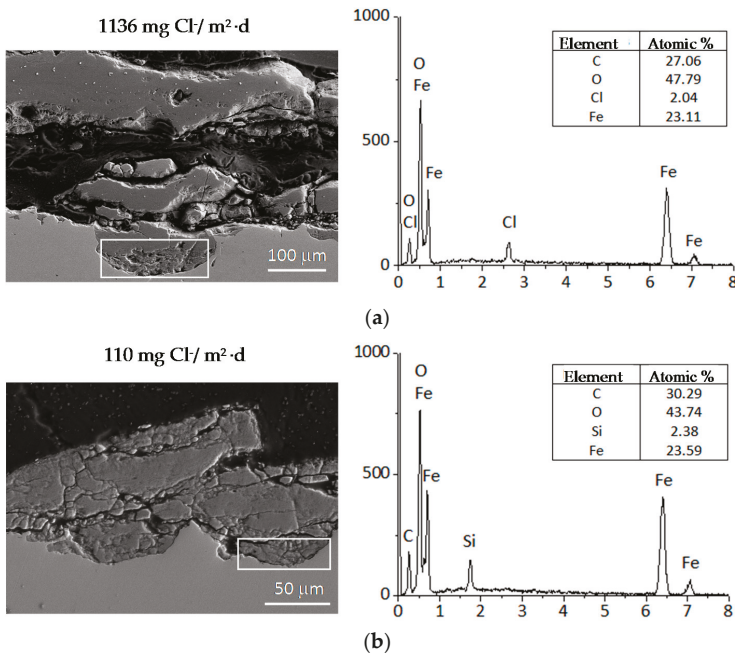 1136 mg Cl⁻/ m²·d
100 µm
1000
500
0
O
Fe
Fe
O
Cl
Cl
Fe
Fe
0 1 2 3 4 5 6 7 8
Element Atomic %
C 27.06
O 47.79
Cl 2.04
Fe 23.11
(a)
110 mg Cl⁻/ m²·d
50 µm
1000
500
0
O
Fe
Fe
C
Si
Fe
Fe
0 1 2 3 4 5 6 7 8
Element Atomic %
C 30.29
O 43.74
Si 2.38
Fe 23.59
(b)